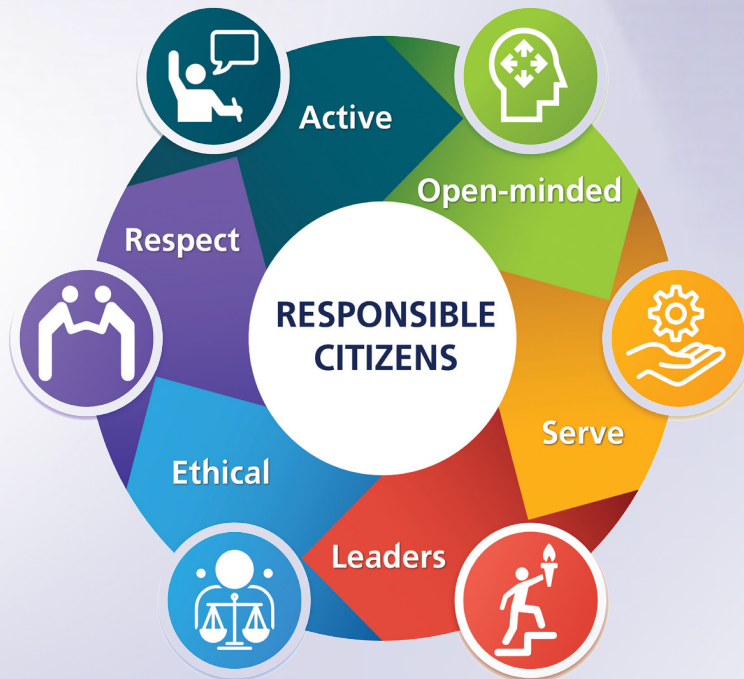 Active
Open-minded
Respect
RESPONSIBLE
CITIZENS
Serve
Ethical
Leaders